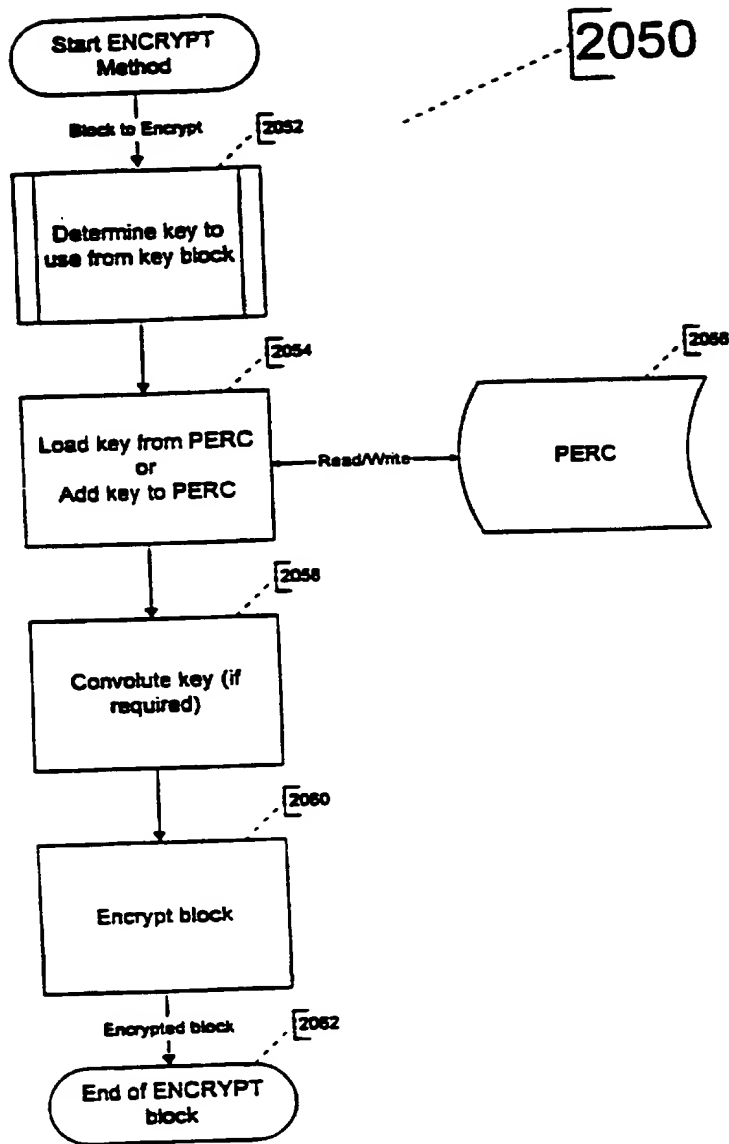 Start ENCRYPT
Method
2050
Block to Encrypt
2052
Determine key to
use from key block
2054
2056
Load key from PERC
or
Add key to PERC
Read/Write
PERC
2058
Convolute key (if
required)
2060
Encrypt block
Encrypted block
2062
End of ENCRYPT
block